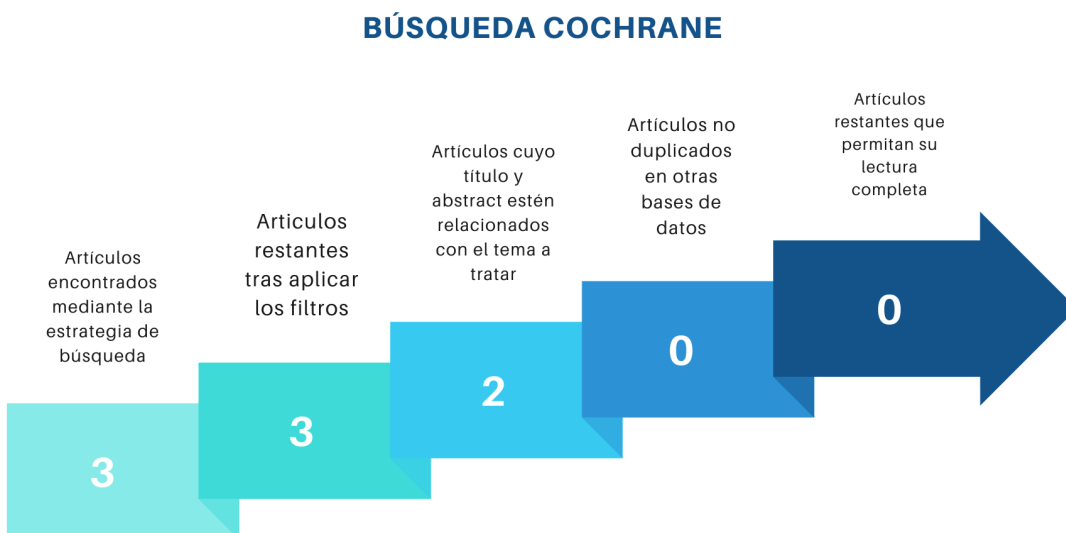 BÚSQUEDA COCHRANE
Artículos
encontrados
mediante la
estrategia de
búsqueda
3
Articulos
restantes
tras aplicar
los filtros
3
Artículos cuyo
título y
abstract estén
relacionados
con el tema a
tratar
2
Artículos no
duplicados
en otras
bases de
datos
0
Artículos
restantes que
permitan su
lectura
completa
0